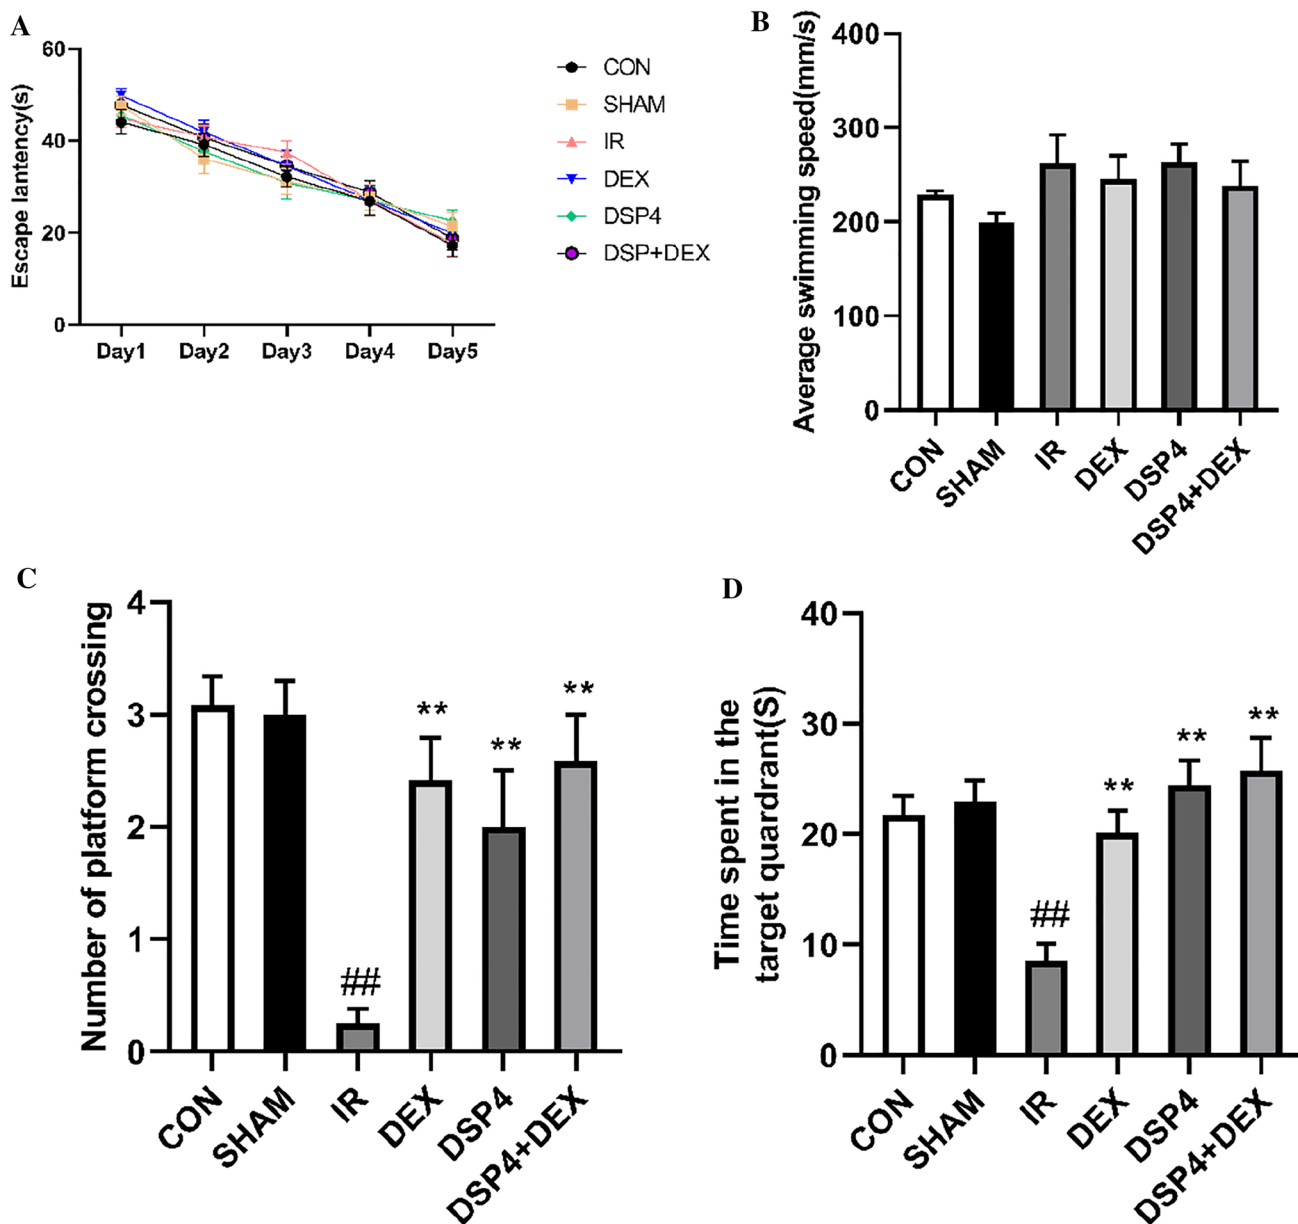 A
Escape lantency(s)
60
40
20
0
Day1 Day2 Day3 Day4 Day5
CON
SHAM
IR
DEX
DSP4
DSP+DEX
B
Average swimming speed(mm/s)
400
300
200
100
0
CON SHAM IR DEX DSP4 DSP4+DEX
C
Number of platform crossing
4
3
2
1
0
##
**
**
**
CON SHAM IR DEX DSP4 DSP4+DEX
D
Time spent in the
target quardrant(S)
40
30
20
10
0
##
**
**
**
CON SHAM IR DEX DSP4 DSP4+DEX